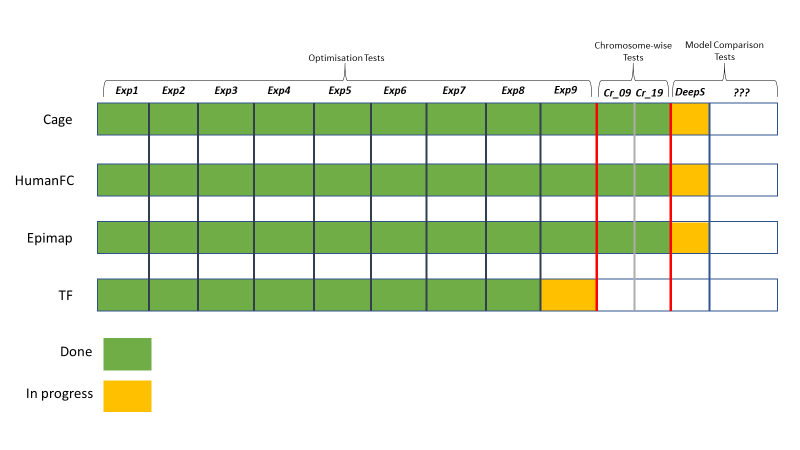 Chromosome-wise
Tests
Model Comparison
Tests
Optimisation Tests
Exp1 Exp2 Exp3 Exp4 Exp5 Exp6 Exp7 Exp8 Exp9 Cr_09 Cr_19 DeepS ???
Cage
HumanFC
Epimap
TF
Done
In progress